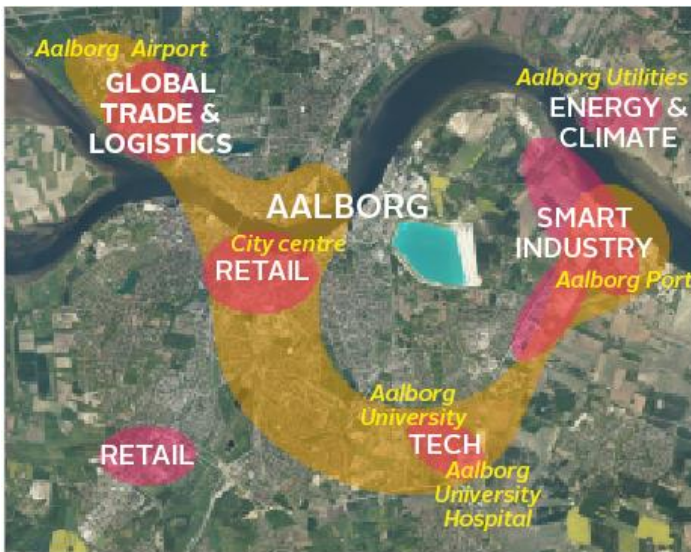 Aalborg Airport
GLOBAL
TRADE &
LOGISTICS
Aalborg Utilities
ENERGY &
CLIMATE
AALBORG
City centre
RETAIL
SMART
INDUSTRY
Aalborg Port
Aalborg
University
TECH
Aalborg
University
Hospital
RETAIL